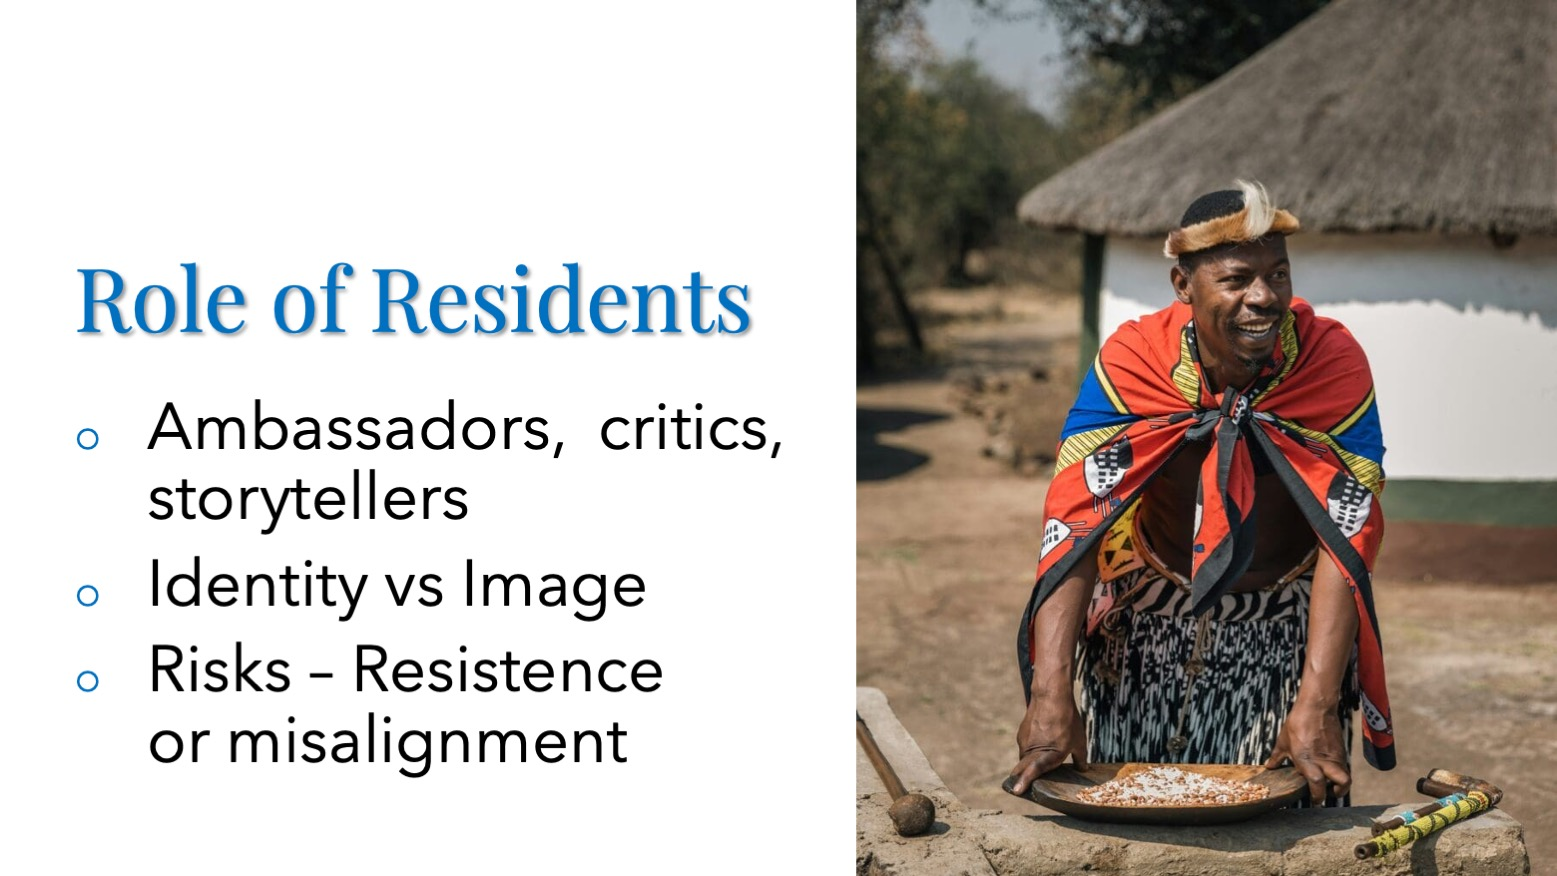 Role of Residents
Ambassadors, critics,
storytellers
Identity vs Image
Risks – Resistence
or misalignment